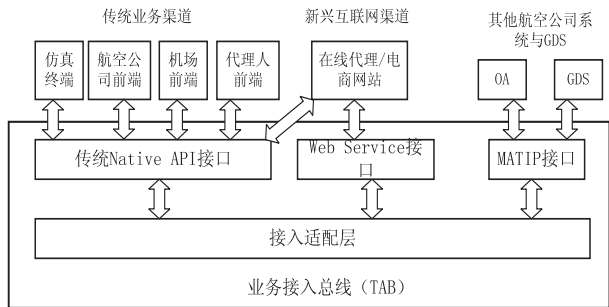 传统业务渠道
新兴互联网渠道
其他航空公司系
统与GDS
仿真
终端
航空公
司前端
机场
前端
代理人
前端
在线代理/电
商网站
OA
GDS
传统Native API接口
Web Service接
口
MATIP接口
接入适配层
业务接入总线（TAB）